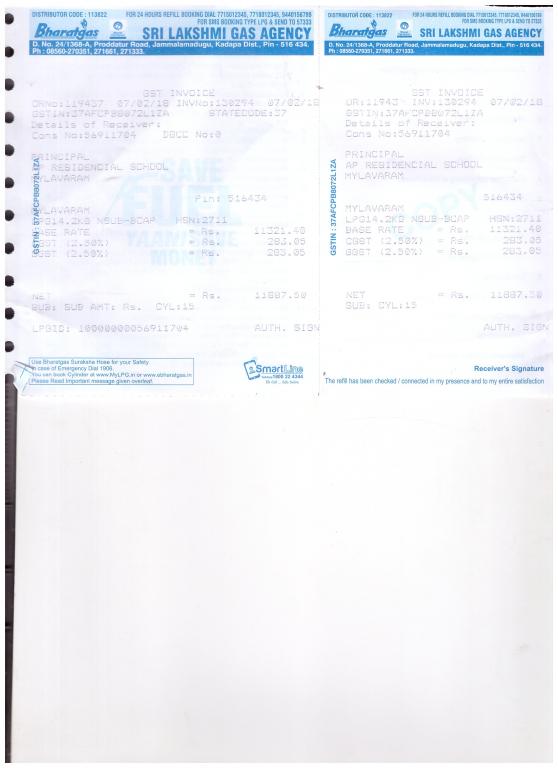 DISTRIBUTOR CODE : 113822
FOR 24 HOURS REFILL BOOKING DIAL 7715012345, 7718012345, 9440156789
FOR SMS BOOKING TYPE LPG & SEND TO 57333
Bharatgas
SRI LAKSHMI GAS AGENCY
D. No. 24/1368-A, Proddatur Road, Jammalamadugu, Kadapa Dist., Pin - 516 434.
Ph : 08560-270351, 271661, 271333.
GST INVOICE
ORNo:119437 07/02/18 INVNo:130294 07/02/18
GSTIN:37AFCPB8072L1ZA STATECODE:37
Details of Receiver:
Cons No:56911704 DBCC No:0
PRINCIPAL
AP RESIDENCIAL SCHOOL
MYLAVARAM
Pin: 516434
MYLAVARAM
LPG14.2KG NSUB-BCAP HSN:2711
BASE RATE = Rs. 11321.40
CGST (2.50%) = Rs. 283.05
SGST (2.50%) = Rs. 283.05
NET = Rs. 11887.50
SUB: SUB AMT: Rs. CYL:15
LPGID: 10000000056911704 AUTH. SIGN
GSTIN : 37AFCPB8072L1ZA
SAVE
FUEL
YAANI
MONEY
Use Bharatgas Suraksha Hose for your Safety.
In case of Emergency Dial 1906.
You can book Cylinder at www.MyLPG.in or www.ebharatgas.in
Please Read Important message given overleaf.
SmartLine
1800 22 4344
DISTRIBUTOR CODE : 113822
FOR 24 HOURS REFILL BOOKING DIAL 7715012345, 7718012345, 9440156789
FOR SMS BOOKING TYPE LPG & SEND TO 57333
Bharatgas
SRI LAKSHMI GAS AGENCY
D. No. 24/1368-A, Proddatur Road, Jammalamadugu, Kadapa Dist., Pin - 516 434.
Ph : 08560-270351, 271661, 271333.
GST INVOICE
OR:11943 INV:130294 07/02/18
GSTIN:37AFCPB8072L1ZA
Details of Receiver:
Cons No:56911704
PRINCIPAL
AP RESIDENCIAL SCHOOL
MYLAVARAM
516434
MYLAVARAM
LPG14.2KG NSUB-BCAP HSN:2711
BASE RATE = Rs. 11321.40
CGST (2.50%) = Rs. 283.05
SGST (2.50%) = Rs. 283.05
NET = Rs. 11887.50
SUB: CYL:15
AUTH. SIGN
GSTIN : 37AFCPB8072L1ZA
COPY
Receiver's Signature
The refill has been checked / connected in my presence and to my entire satisfaction